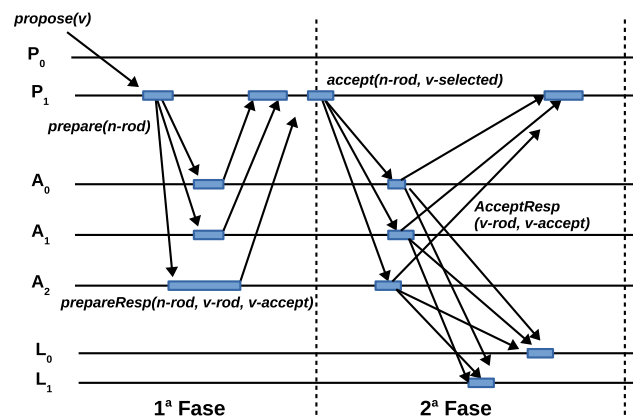 propose(v)
P0
P1
accept(n-rod, v-selected)
prepare(n-rod)
A0
AcceptResp
(v-rod, v-accept)
A1
A2
prepareResp(n-rod, v-rod, v-accept)
L0
L1
1ª Fase
2ª Fase